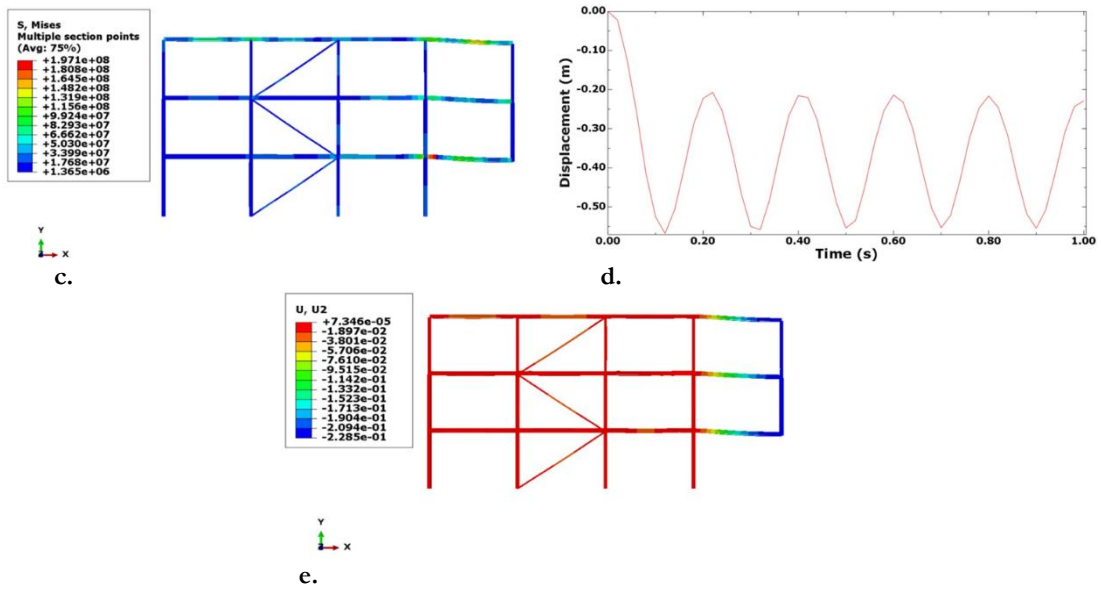 S, Mises
Multiple section points
(Avg: 75%)
+1.971e+08
+1.808e+08
+1.645e+08
+1.482e+08
+1.319e+08
+1.156e+08
+9.924e+07
+8.293e+07
+6.662e+07
+5.030e+07
+3.399e+07
+1.768e+07
+1.365e+06
Y
Z X
c.
0.00
-0.10
-0.20
-0.30
-0.40
-0.50
Displacement (m)
0.00 0.20 0.40 0.60 0.80 1.00
Time (s)
d.
U, U2
+7.346e-05
-1.897e-02
-3.801e-02
-5.706e-02
-7.610e-02
-9.515e-02
-1.142e-01
-1.332e-01
-1.523e-01
-1.713e-01
-1.904e-01
-2.094e-01
-2.285e-01
Y
Z X
e.